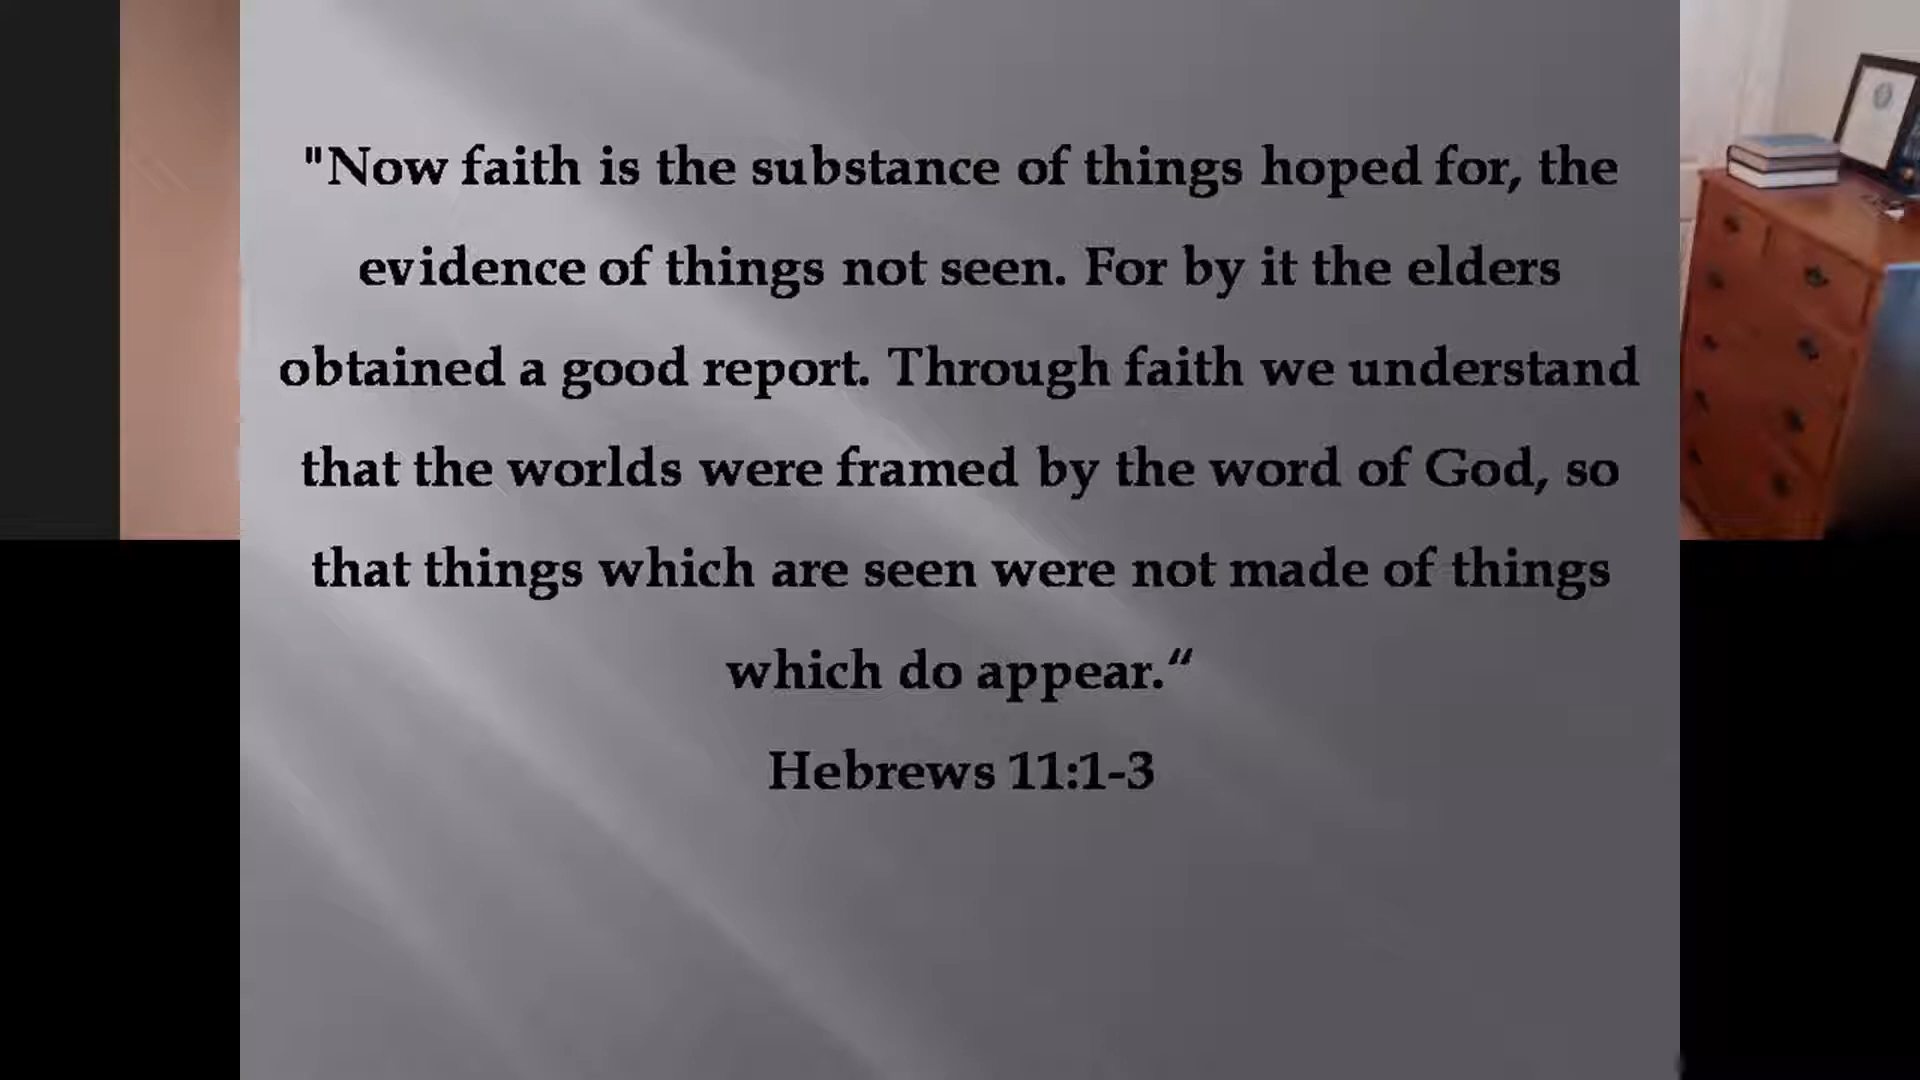 "Now faith is the substance of things hoped for, the
evidence of things not seen. For by it the elders
obtained a good report. Through faith we understand
that the worlds were framed by the word of God, so
that things which are seen were not made of things
which do appear.“
Hebrews 11:1-3